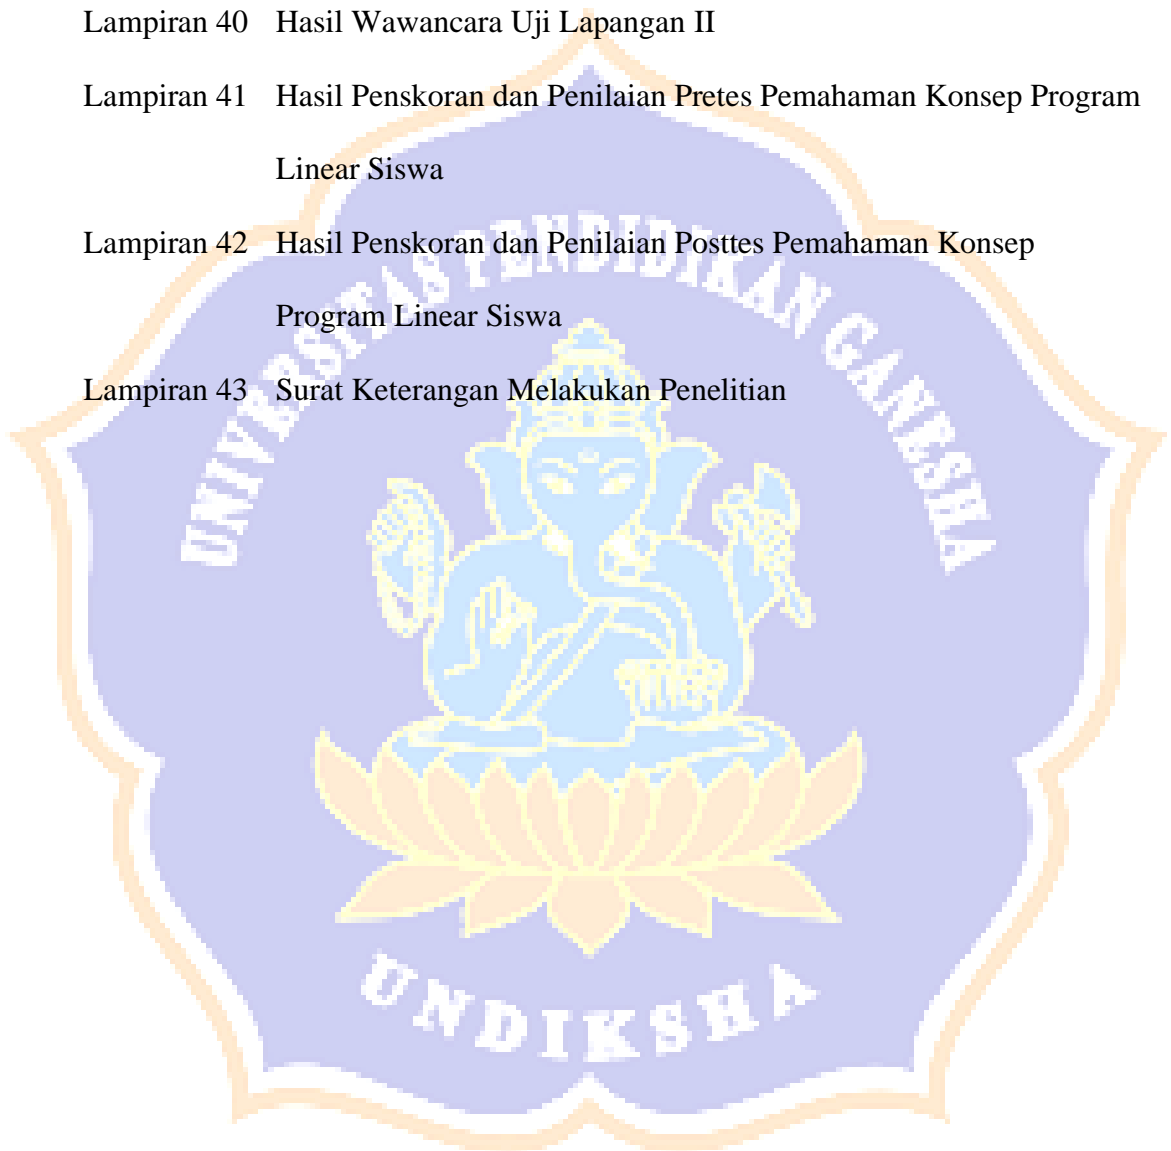 Lampiran 40 Hasil Wawancara Uji Lapangan II
Lampiran 41 Hasil Penskoran dan Penilaian Pretes Pemahaman Konsep Program
Linear Siswa
Lampiran 42 Hasil Penskoran dan Penilaian Posttes Pemahaman Konsep
Program Linear Siswa
Lampiran 43 Surat Keterangan Melakukan Penelitian
UNIVERSITAS PENDIDIKAN GANESHA
UNDIKSHA